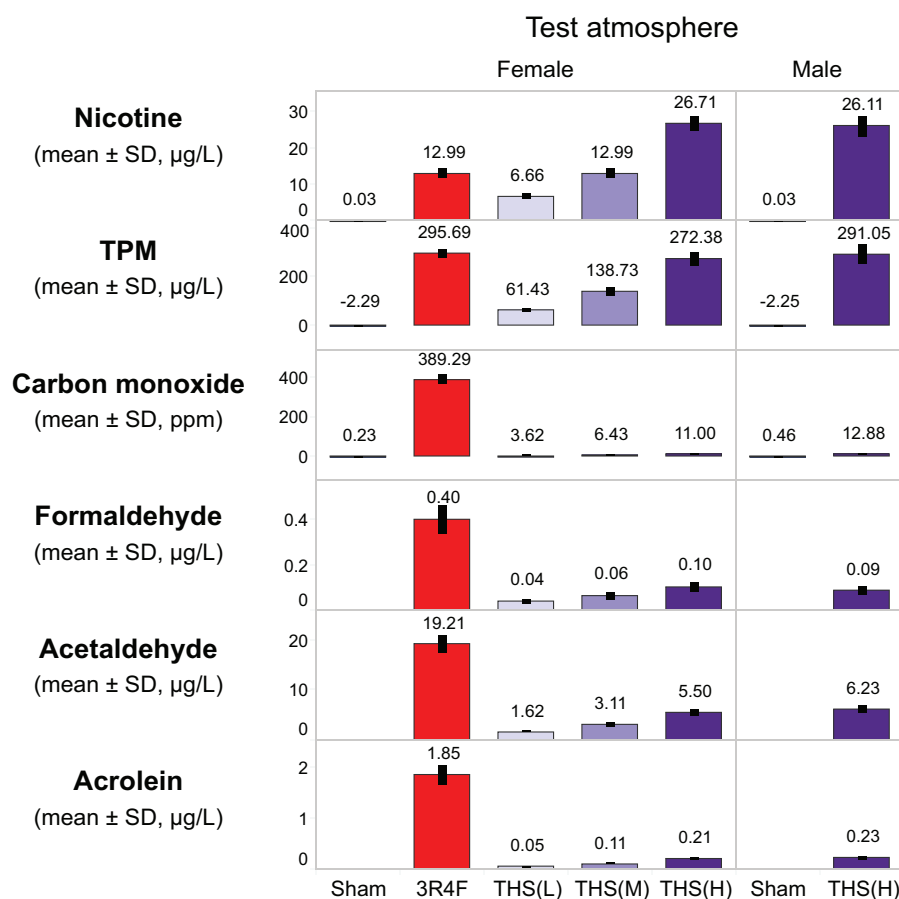 Test atmosphere
Female Male
Nicotine
(mean ± SD, µg/L)
30
20
10
0
0.03 12.99 6.66 12.99 26.71 0.03 26.11
TPM
(mean ± SD, µg/L)
400
200
0
-2.29 295.69 61.43 138.73 272.38 -2.25 291.05
Carbon monoxide
(mean ± SD, ppm)
400
200
0
0.23 389.29 3.62 6.43 11.00 0.46 12.88
Formaldehyde
(mean ± SD, µg/L)
0.4
0.2
0
0.40 0.04 0.06 0.10 0.09
Acetaldehyde
(mean ± SD, µg/L)
20
10
0
19.21 1.62 3.11 5.50 6.23
Acrolein
(mean ± SD, µg/L)
2
1
0
1.85 0.05 0.11 0.21 0.23
Sham 3R4F THS(L) THS(M) THS(H) Sham THS(H)